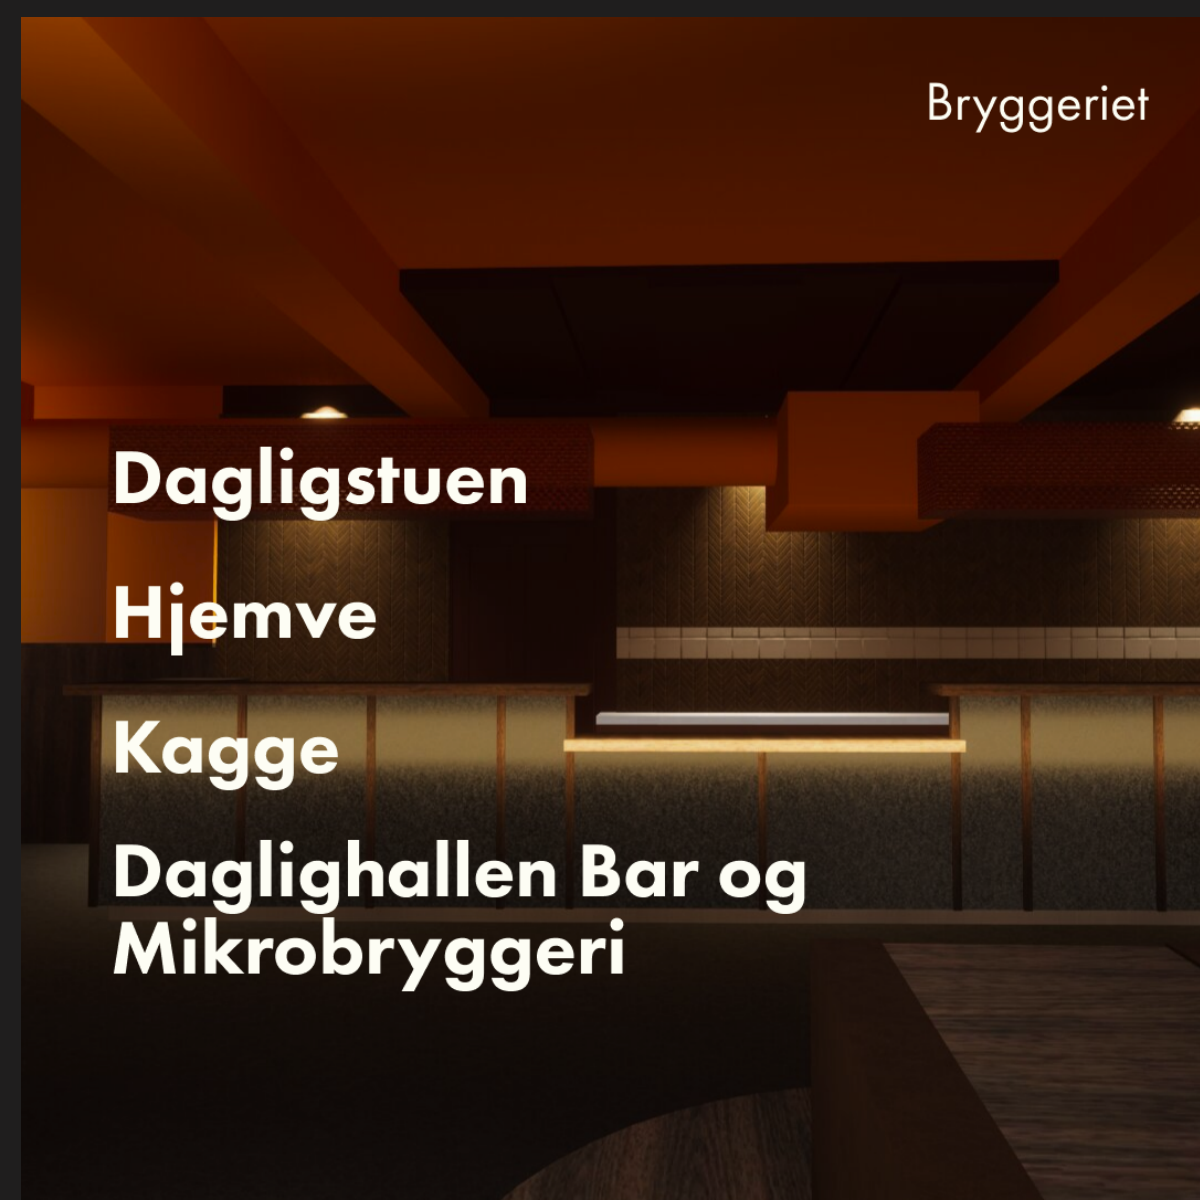 Bryggeriet
Dagligstuen
Hjemve
Kagge
Daglighallen Bar og
Mikrobryggeri